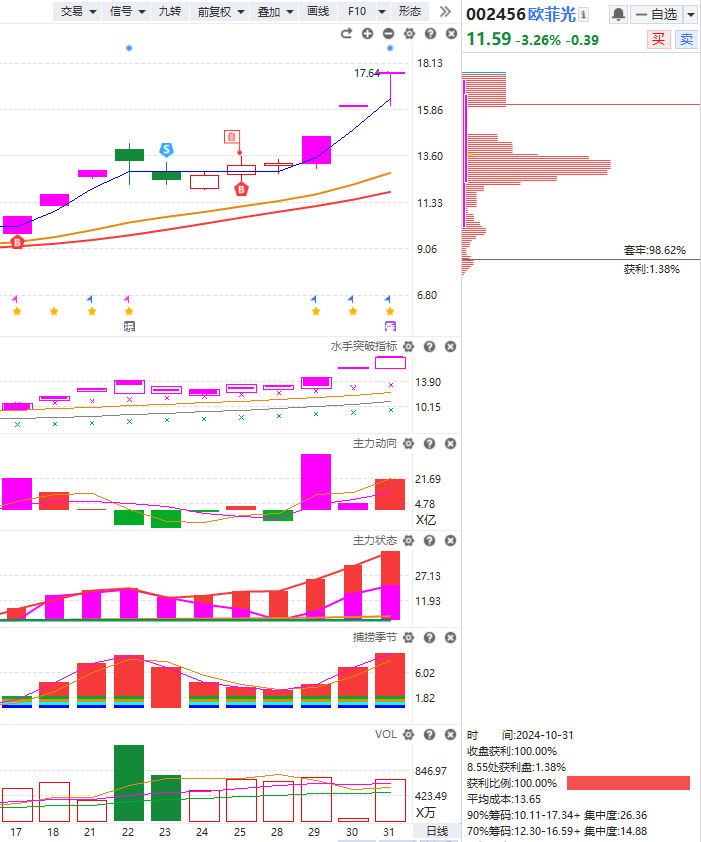 交易 信号 九转 前复权 叠加 画线 F10 形态
002456欧菲光 自选
11.59 -3.26% -0.39 买 卖
17.64
18.13
15.86
S
自
13.60
B
B
11.33
9.06
套牢:98.62%
获利:1.38%
6.80
水手突破指标
13.90
10.15
主力动向
21.69
4.78
X亿
主力状态
27.13
11.93
捕捞季节
6.02
1.82
VOL
846.97
423.49
X万
17 18 21 22 23 24 25 28 29 30 31 日线
时 间:2024-10-31
收盘获利:100.00%
8.55处获利盘:1.38%
获利比例:100.00%
平均成本:13.65
90%筹码:10.11-17.34+ 集中度:26.36
70%筹码:12.30-16.59+ 集中度:14.88